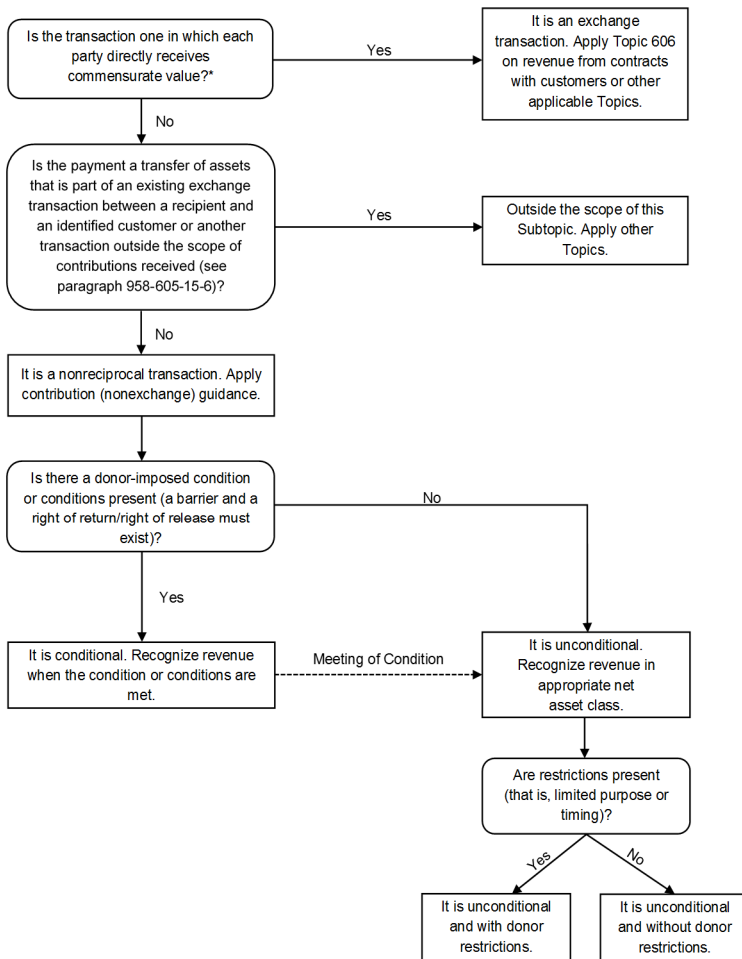 Is the transaction one in which each
party directly receives
commensurate value?*
Yes
It is an exchange
transaction. Apply Topic 606
on revenue from contracts
with customers or other
applicable Topics.
No
Is the payment a transfer of assets
that is part of an existing exchange
transaction between a recipient and
an identified customer or another
transaction outside the scope of
contributions received (see
paragraph 958-605-15-6)?
Yes
Outside the scope of this
Subtopic. Apply other
Topics.
No
It is a nonreciprocal transaction. Apply
contribution (nonexchange) guidance.
Is there a donor-imposed condition
or conditions present (a barrier and a
right of return/right of release must
exist)?
No
Yes
It is conditional. Recognize revenue
when the condition or conditions are
met.
Meeting of Condition
It is unconditional.
Recognize revenue in
appropriate net
asset class.
Are restrictions present
(that is, limited purpose or
timing)?
Yes
No
It is unconditional
and with donor
restrictions.
It is unconditional
and without donor
restrictions.